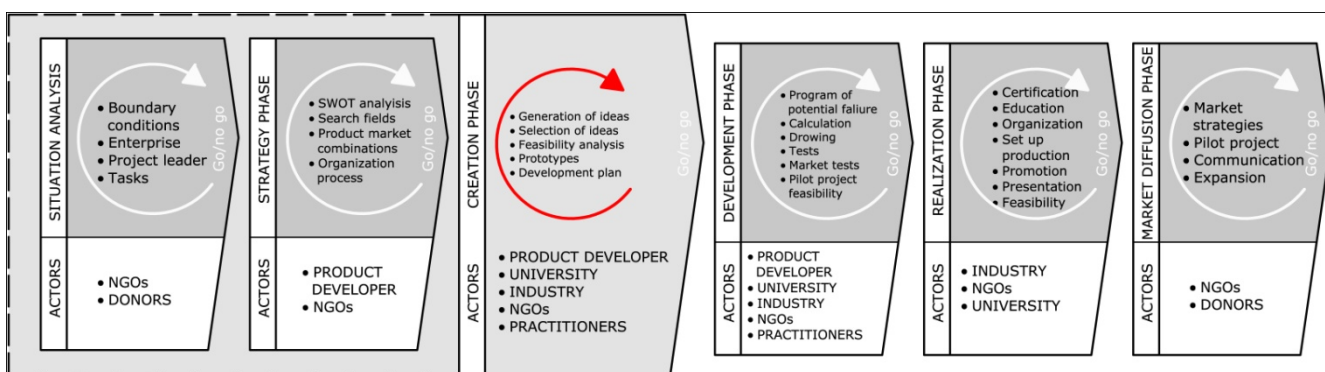 SITUATION ANALYSIS
• Boundary
conditions
• Enterprise
• Project leader
• Tasks
Go/no go
ACTORS
• NGOs
• DONORS
STRATEGY PHASE
• SWOT analyisis
• Search fields
• Product market
combinations
• Organization
process
Go/no go
ACTORS
• PRODUCT
DEVELOPER
• NGOs
CREATION PHASE
• Generation of ideas
• Selection of ideas
• Feasibility analysis
• Prototypes
• Development plan
Go/no go
ACTORS
• PRODUCT DEVELOPER
• UNIVERSITY
• INDUSTRY
• NGOs
• PRACTITIONERS
DEVELOPMENT PHASE
• Program of
potential faliure
• Calculation
• Drowing
• Tests
• Market tests
• Pilot project
feasibility
Go/no go
ACTORS
• PRODUCT
DEVELOPER
• UNIVERSITY
• INDUSTRY
• NGOs
• PRACTITIONERS
REALIZATION PHASE
• Certification
• Education
• Organization
• Set up
production
• Promotion
• Presentation
• Feasibility
Go/no go
ACTORS
• INDUSTRY
• NGOs
• UNIVERSITY
MARKET DIFFUSION PHASE
• Market
strategies
• Pilot project
• Communication
• Expansion
Go/no go
ACTORS
• NGOs
• DONORS